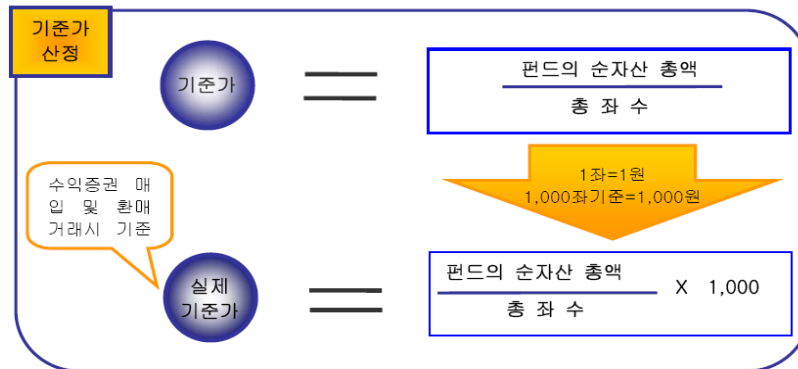 기준가
산정
기준가
펀드의 순자산 총액
총 좌 수
1좌=1원
1,000좌기준=1,000원
수익증권 매
입 및 환매
거래시 기준
실제
기준가
펀드의 순자산 총액
총 좌 수
X 1,000